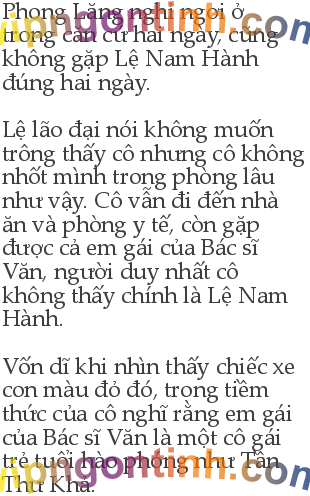 Phong Lăng nghỉ ngơi ở
trong căn cứ hai ngày, cũng
không gặp Lệ Nam Hành
đúng hai ngày.
Lệ lão đại nói không muốn
trông thấy cô nhưng cô không
nhốt mình trong phòng lâu
như vậy. Cô vẫn đi đến nhà
ăn và phòng y tế, còn gặp
được cả em gái của Bác sĩ
Văn, người duy nhất cô
không thấy chính là Lệ Nam
Hành.
Vốn dĩ khi nhìn thấy chiếc xe
con màu đỏ đó, trong tiềm
thức của cô nghĩ rằng em gái
của Bác sĩ Văn là một cô gái
trẻ tuổi hào phóng như Tần
Thư Khả.
vipngontinh.com
vipngontinh.com